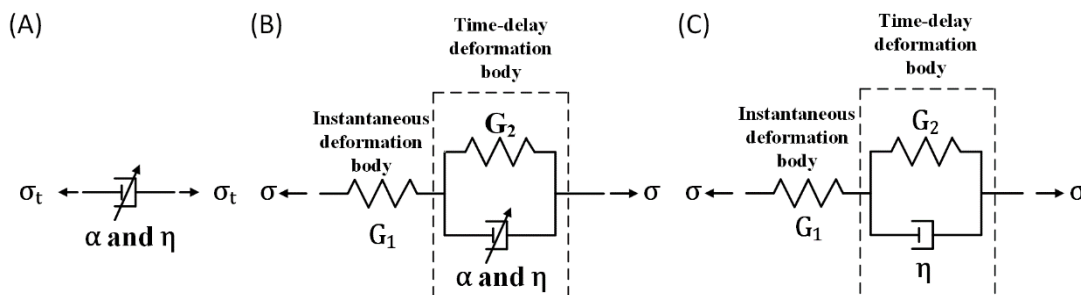 (A)
σt
σt
α and η
(B)
Time-delay
deformation
body
Instantaneous
deformation
body
G2
σ
σ
G1
α and η
(C)
Time-delay
deformation
body
Instantaneous
deformation
body
G2
σ
σ
G1
η